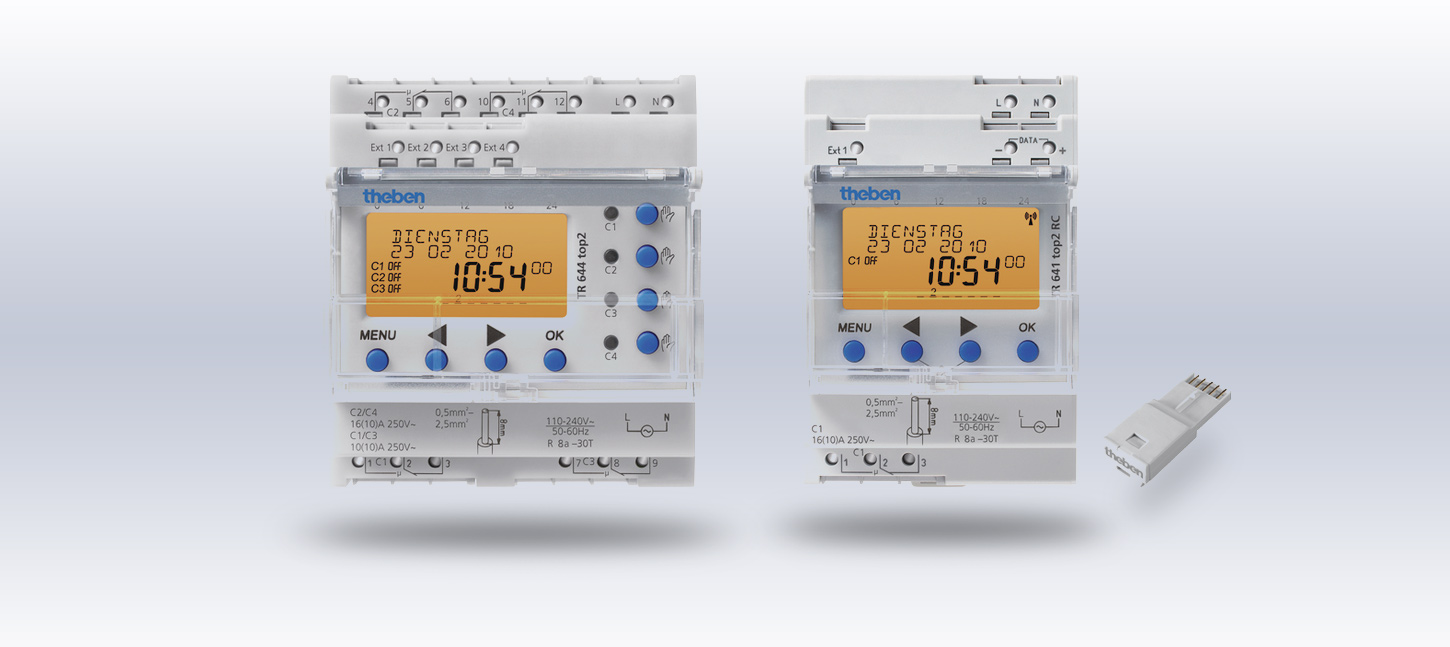 4 5 6 10 11 12 L N
C2 C4
Ext 1 Ext 2 Ext 3 Ext 4
theben
0 6 12 18 24
DIENSTAG
23 02 2010
C1 OFF
C2 OFF
C3 OFF
10:54 00
2
TR 644 top2
C1
C2
C3
C4
MENU OK
C2/C4
16(10)A 250V~
C1/C3
10(10)A 250V~
0,5mm²–
2,5mm²
8mm
110-240V~
50-60Hz
R 8a –30T
L N
1 C1 2 3 7 C3 8 9
µ µ
L N
Ext 1 – DATA +
theben
0 6 12 18 24
DIENSTAG
23 02 2010
C1 OFF
10:54 00
2
TR 641 top2 RC
MENU OK
C1
16(10)A 250V~
0,5mm²–
2,5mm²
8mm
110-240V~
50-60Hz
R 8a –30T
L N
C1
1 2 3
µ
theben